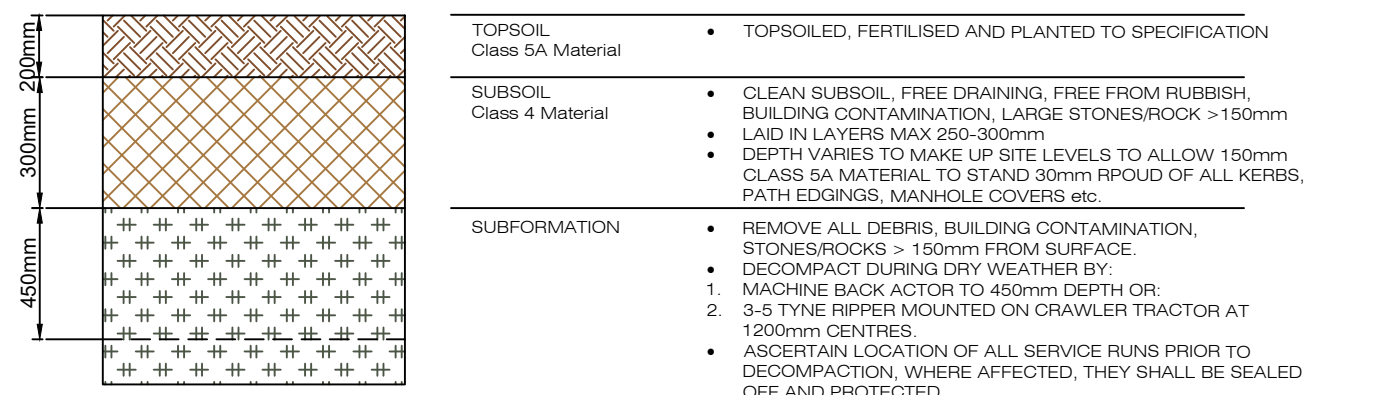 200mm
300mm
450mm
TOPSOIL
Class 5A Material
• TOPSOILED, FERTILISED AND PLANTED TO SPECIFICATION
SUBSOIL
Class 4 Material
• CLEAN SUBSOIL, FREE DRAINING, FREE FROM RUBBISH,
BUILDING CONTAMINATION, LARGE STONES/ROCK >150mm
• LAID IN LAYERS MAX 250-300mm
• DEPTH VARIES TO MAKE UP SITE LEVELS TO ALLOW 150mm
CLASS 5A MATERIAL TO STAND 30mm RPOUD OF ALL KERBS,
PATH EDGINGS, MANHOLE COVERS etc.
SUBFORMATION
• REMOVE ALL DEBRIS, BUILDING CONTAMINATION,
STONES/ROCKS > 150mm FROM SURFACE.
• DECOMPACT DURING DRY WEATHER BY:
1. MACHINE BACK ACTOR TO 450mm DEPTH OR:
2. 3-5 TYNE RIPPER MOUNTED ON CRAWLER TRACTOR AT
1200mm CENTRES.
• ASCERTAIN LOCATION OF ALL SERVICE RUNS PRIOR TO
DECOMPACTION, WHERE AFFECTED, THEY SHALL BE SEALED
OFF AND PROTECTED